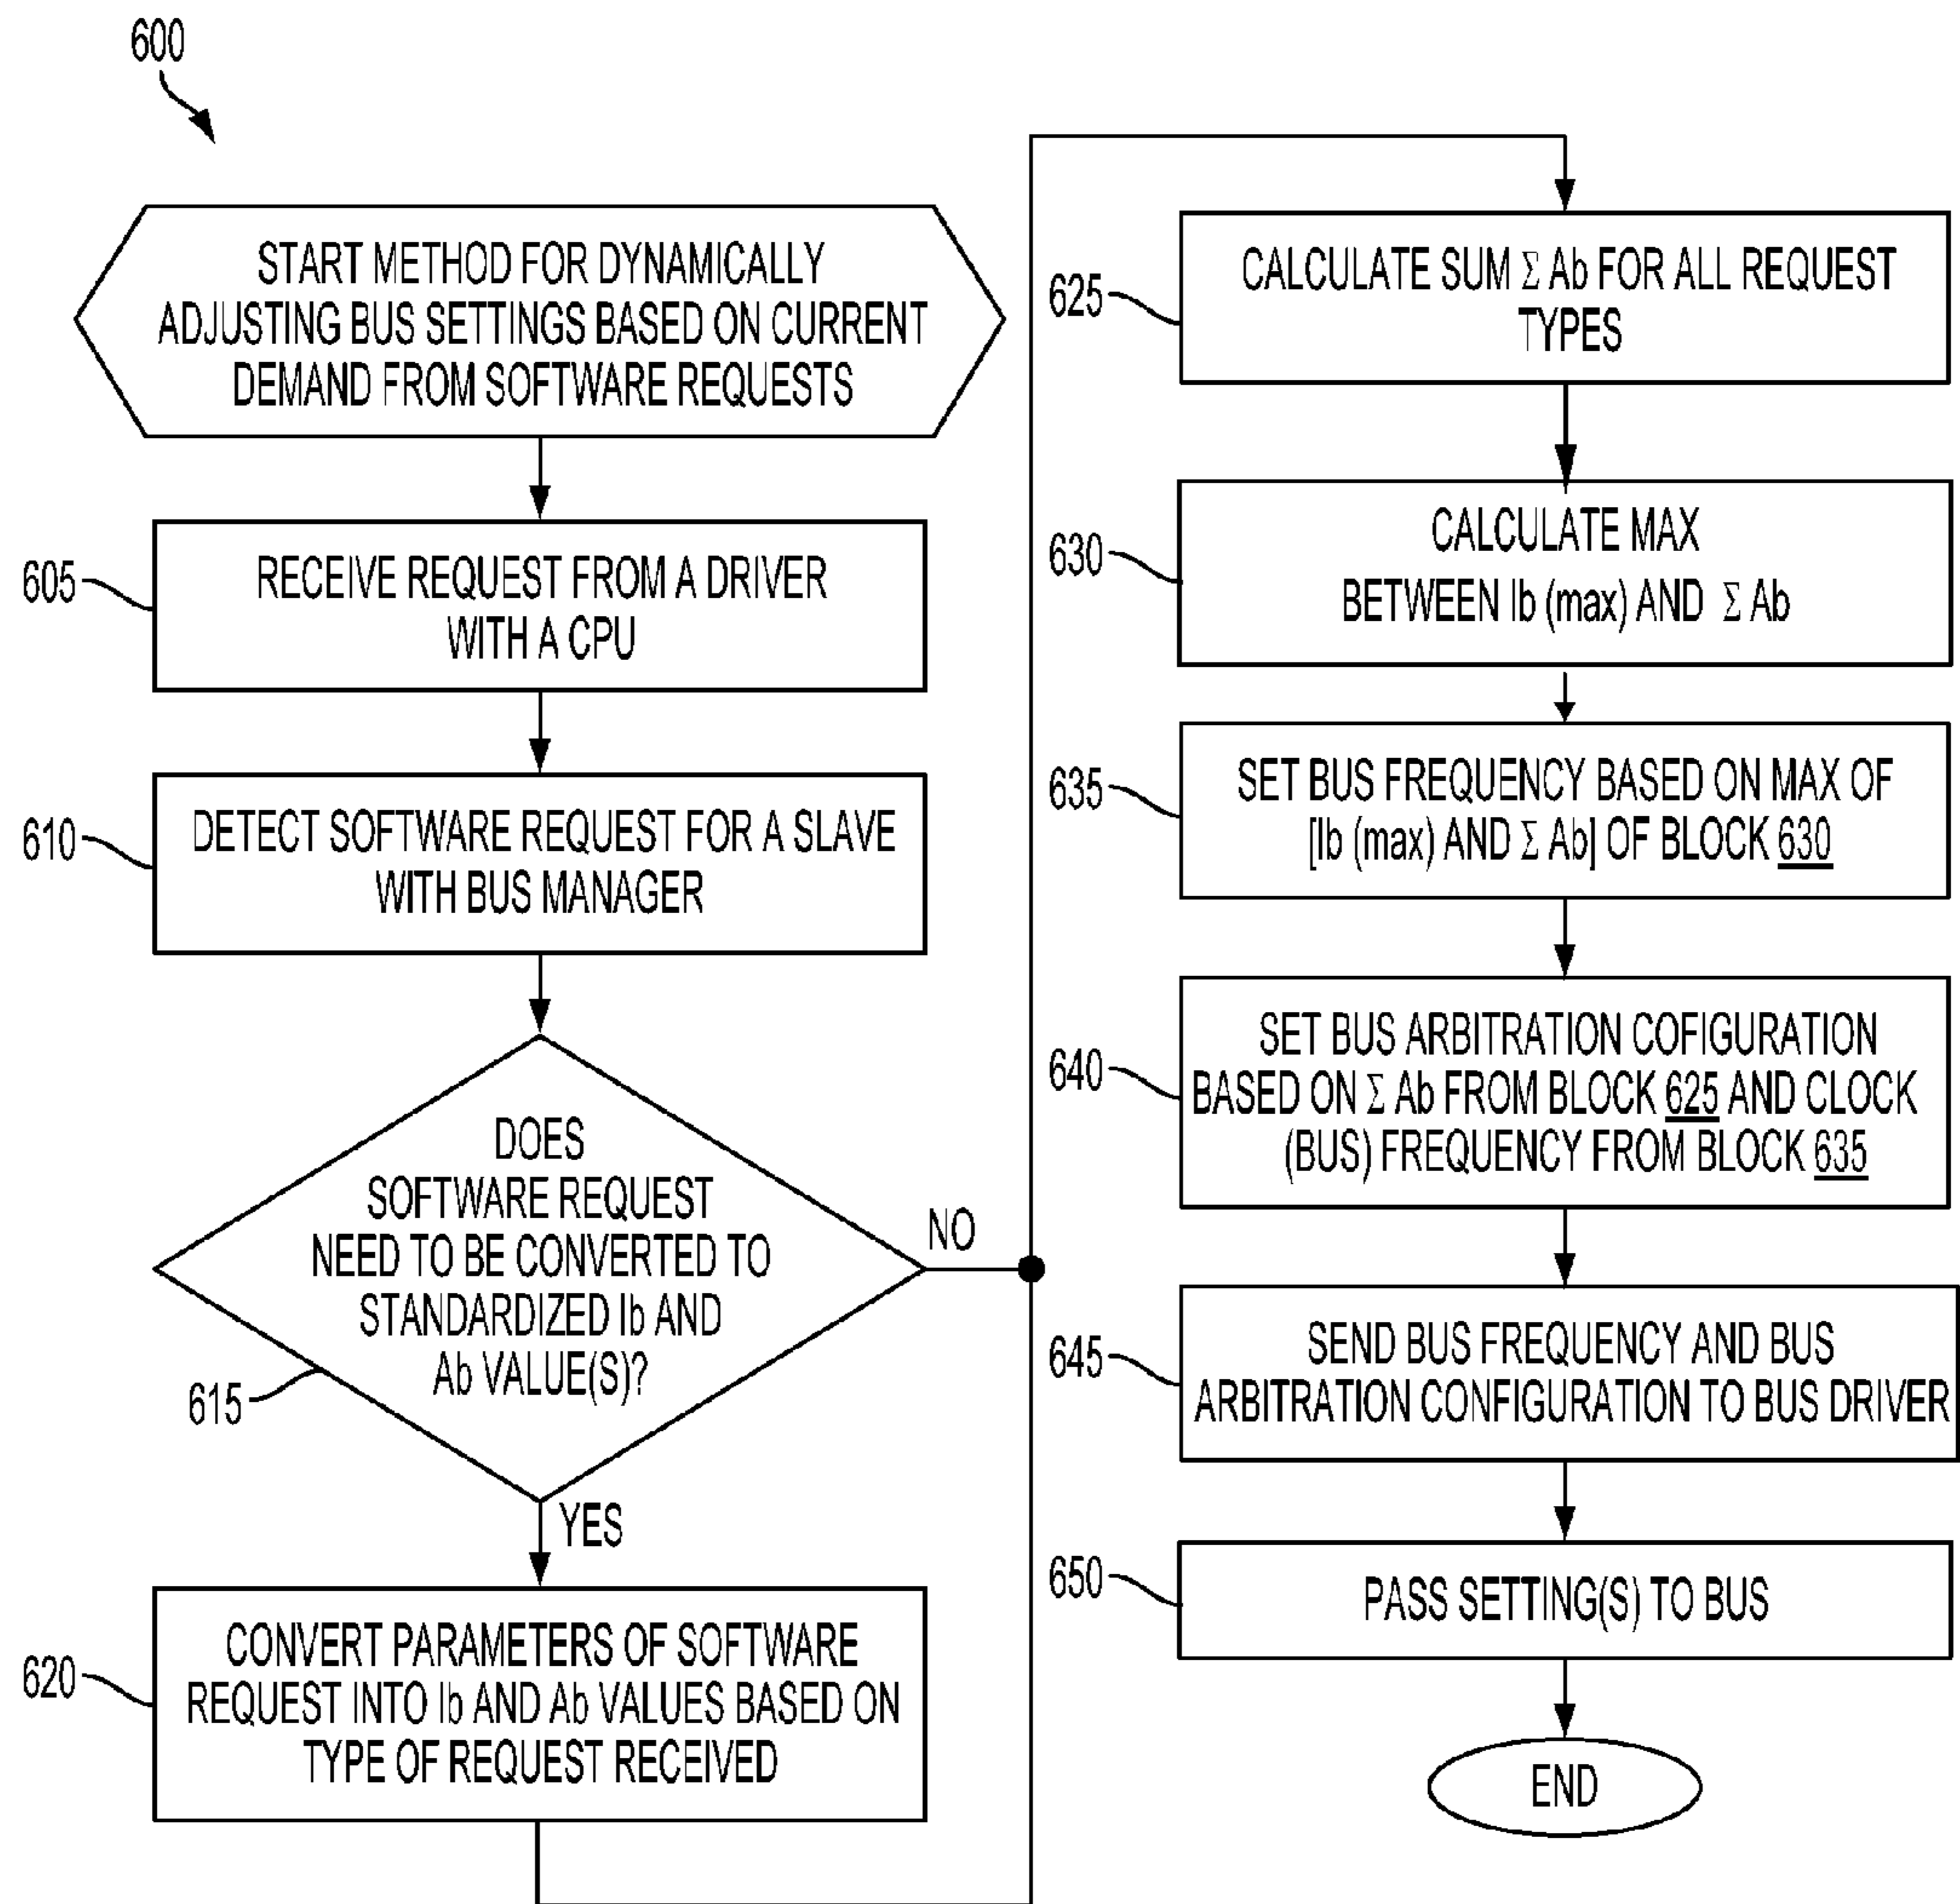 600
START METHOD FOR DYNAMICALLY
ADJUSTING BUS SETTINGS BASED ON CURRENT
DEMAND FROM SOFTWARE REQUESTS
605
RECEIVE REQUEST FROM A DRIVER
WITH A CPU
610
DETECT SOFTWARE REQUEST FOR A SLAVE
WITH BUS MANAGER
DOES
SOFTWARE REQUEST
NEED TO BE CONVERTED TO
STANDARDIZED Ib AND
Ab VALUE(S)?
615
NO
YES
620
CONVERT PARAMETERS OF SOFTWARE
REQUEST INTO Ib AND Ab VALUES BASED ON
TYPE OF REQUEST RECEIVED
625
CALCULATE SUM Σ Ab FOR ALL REQUEST
TYPES
630
CALCULATE MAX
BETWEEN Ib (max) AND Σ Ab
635
SET BUS FREQUENCY BASED ON MAX OF
[Ib (max) AND Σ Ab] OF BLOCK 630
640
SET BUS ARBITRATION COFIGURATION
BASED ON Σ Ab FROM BLOCK 625 AND CLOCK
(BUS) FREQUENCY FROM BLOCK 635
645
SEND BUS FREQUENCY AND BUS
ARBITRATION CONFIGURATION TO BUS DRIVER
650
PASS SETTING(S) TO BUS
END